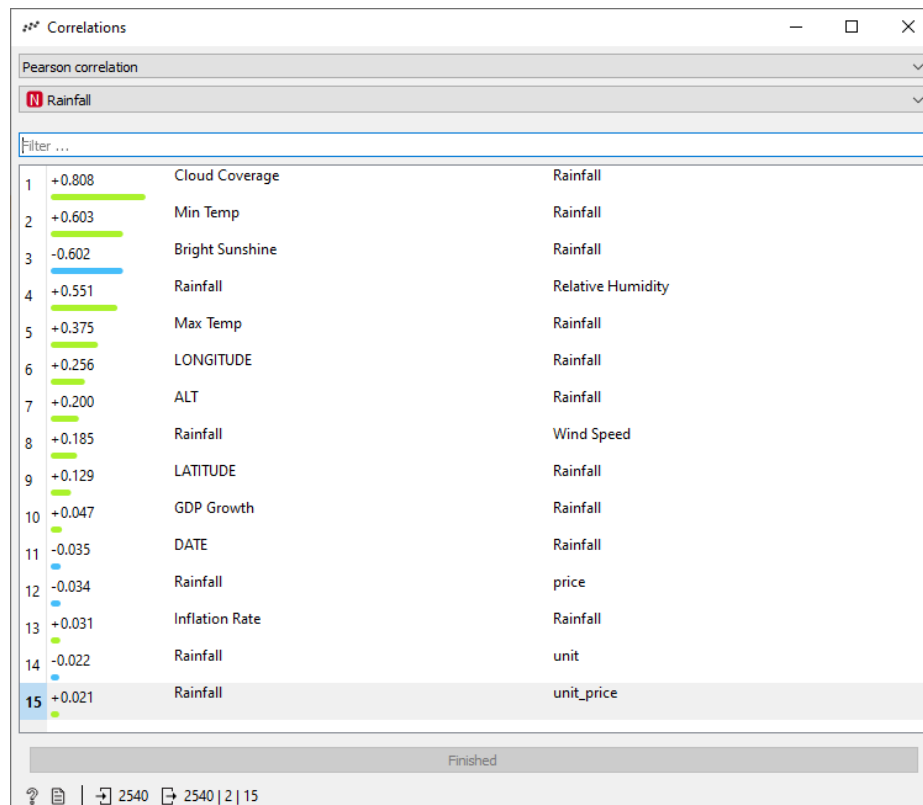 Correlations
Pearson correlation
N Rainfall
Filter ...
1 +0.808 Cloud Coverage Rainfall
2 +0.603 Min Temp Rainfall
3 -0.602 Bright Sunshine Rainfall
4 +0.551 Rainfall Relative Humidity
5 +0.375 Max Temp Rainfall
6 +0.256 LONGITUDE Rainfall
7 +0.200 ALT Rainfall
8 +0.185 Rainfall Wind Speed
9 +0.129 LATITUDE Rainfall
10 +0.047 GDP Growth Rainfall
11 -0.035 DATE Rainfall
12 -0.034 Rainfall price
13 +0.031 Inflation Rate Rainfall
14 -0.022 Rainfall unit
15 +0.021 Rainfall unit_price
Finished
? 2540 2540 | 2 | 15